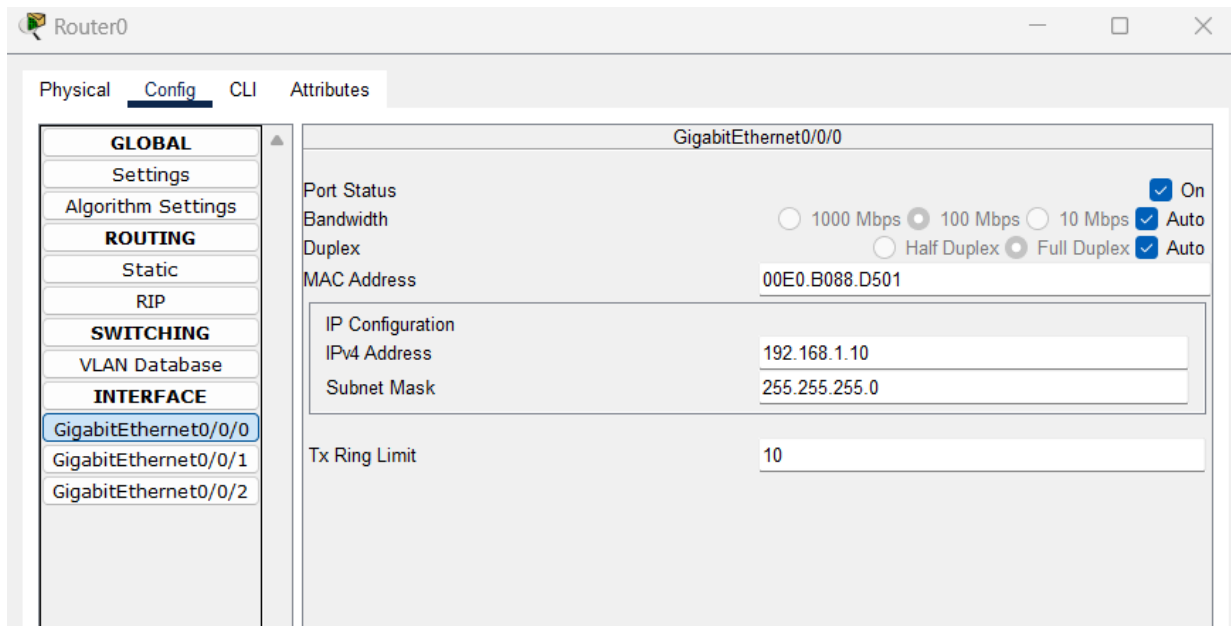 Router0
Physical Config CLI Attributes
GLOBAL
Settings
Algorithm Settings
ROUTING
Static
RIP
SWITCHING
VLAN Database
INTERFACE
GigabitEthernet0/0/0
GigabitEthernet0/0/1
GigabitEthernet0/0/2
GigabitEthernet0/0/0
Port Status On
Bandwidth 1000 Mbps 100 Mbps 10 Mbps Auto
Duplex Half Duplex Full Duplex Auto
MAC Address 00E0.B088.D501
IP Configuration
IPv4 Address 192.168.1.10
Subnet Mask 255.255.255.0
Tx Ring Limit 10